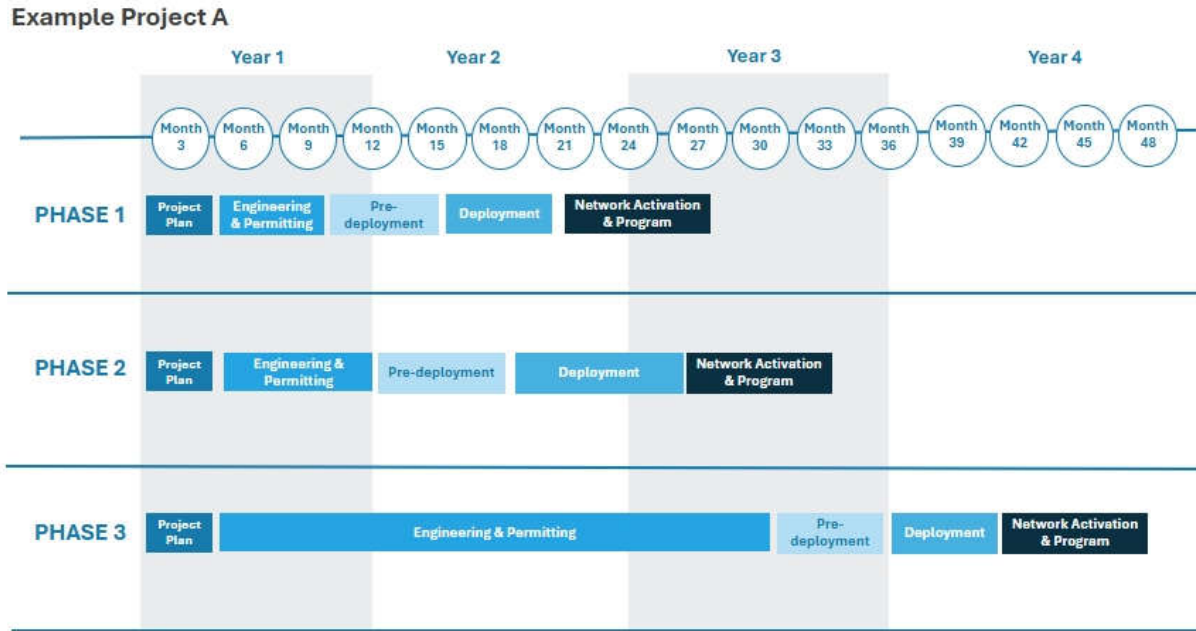 Example Project A
Year 1
Year 2
Year 3
Year 4
Month
3
Month
6
Month
9
Month
12
Month
15
Month
18
Month
21
Month
24
Month
27
Month
30
Month
33
Month
36
Month
39
Month
42
Month
45
Month
48
PHASE 1
Project
Plan
Engineering
& Permitting
Pre-
deployment
Deployment
Network Activation
& Program
PHASE 2
Project
Plan
Engineering &
Permitting
Pre-deployment
Deployment
Network Activation
& Program
PHASE 3
Project
Plan
Engineering & Permitting
Pre-
deployment
Deployment
Network Activation
& Program